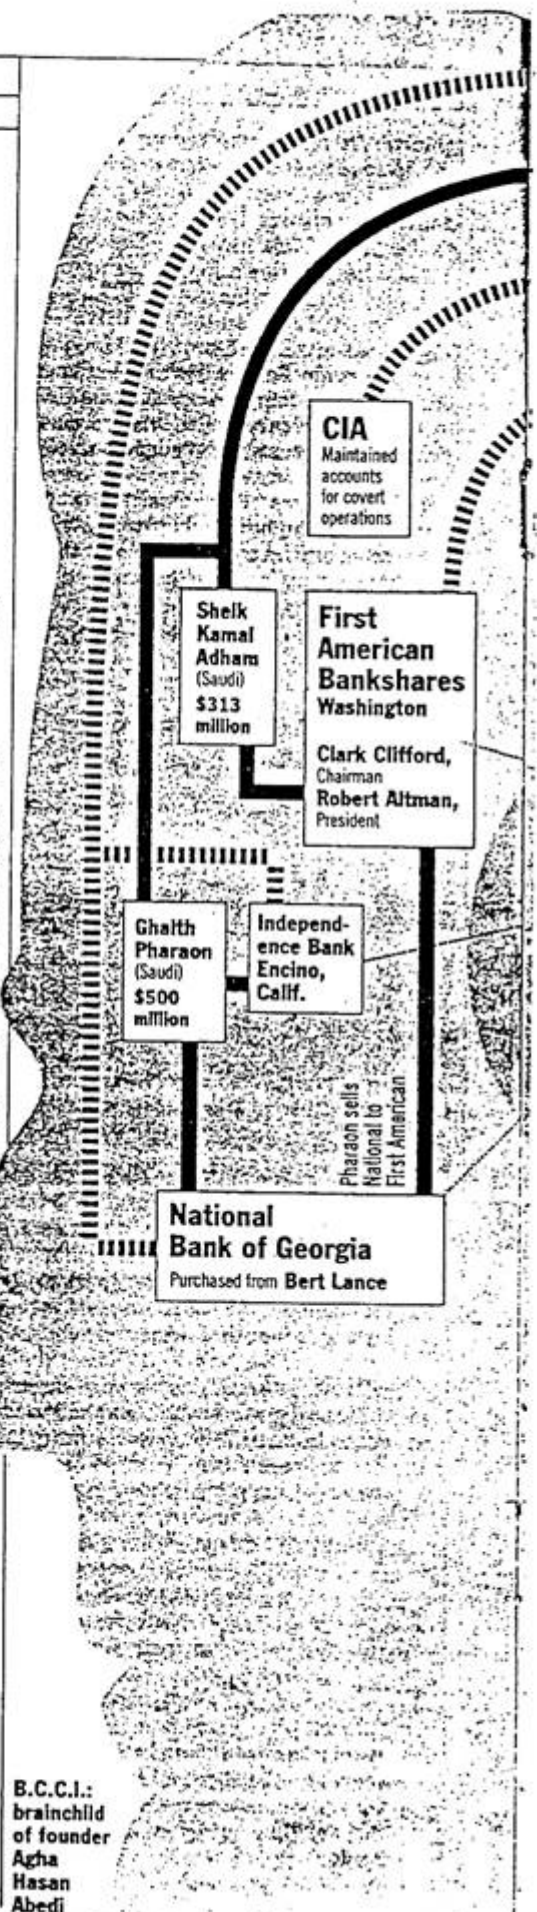 CIA
Maintained
accounts
for covert
operations
Sheik
Kamal
Adham
(Saudi)
$313
million
First
American
Bankshares
Washington
Clark Clifford,
Chairman
Robert Altman,
President
Ghaith
Pharaon
(Saudi)
$500
million
Independ-
ence Bank
Encino,
Calif.
Pharaon sells
National to
First American
National
Bank of Georgia
Purchased from Bert Lance
B.C.C.I.:
brainchild
of founder
Agha
Hasan
Abedi